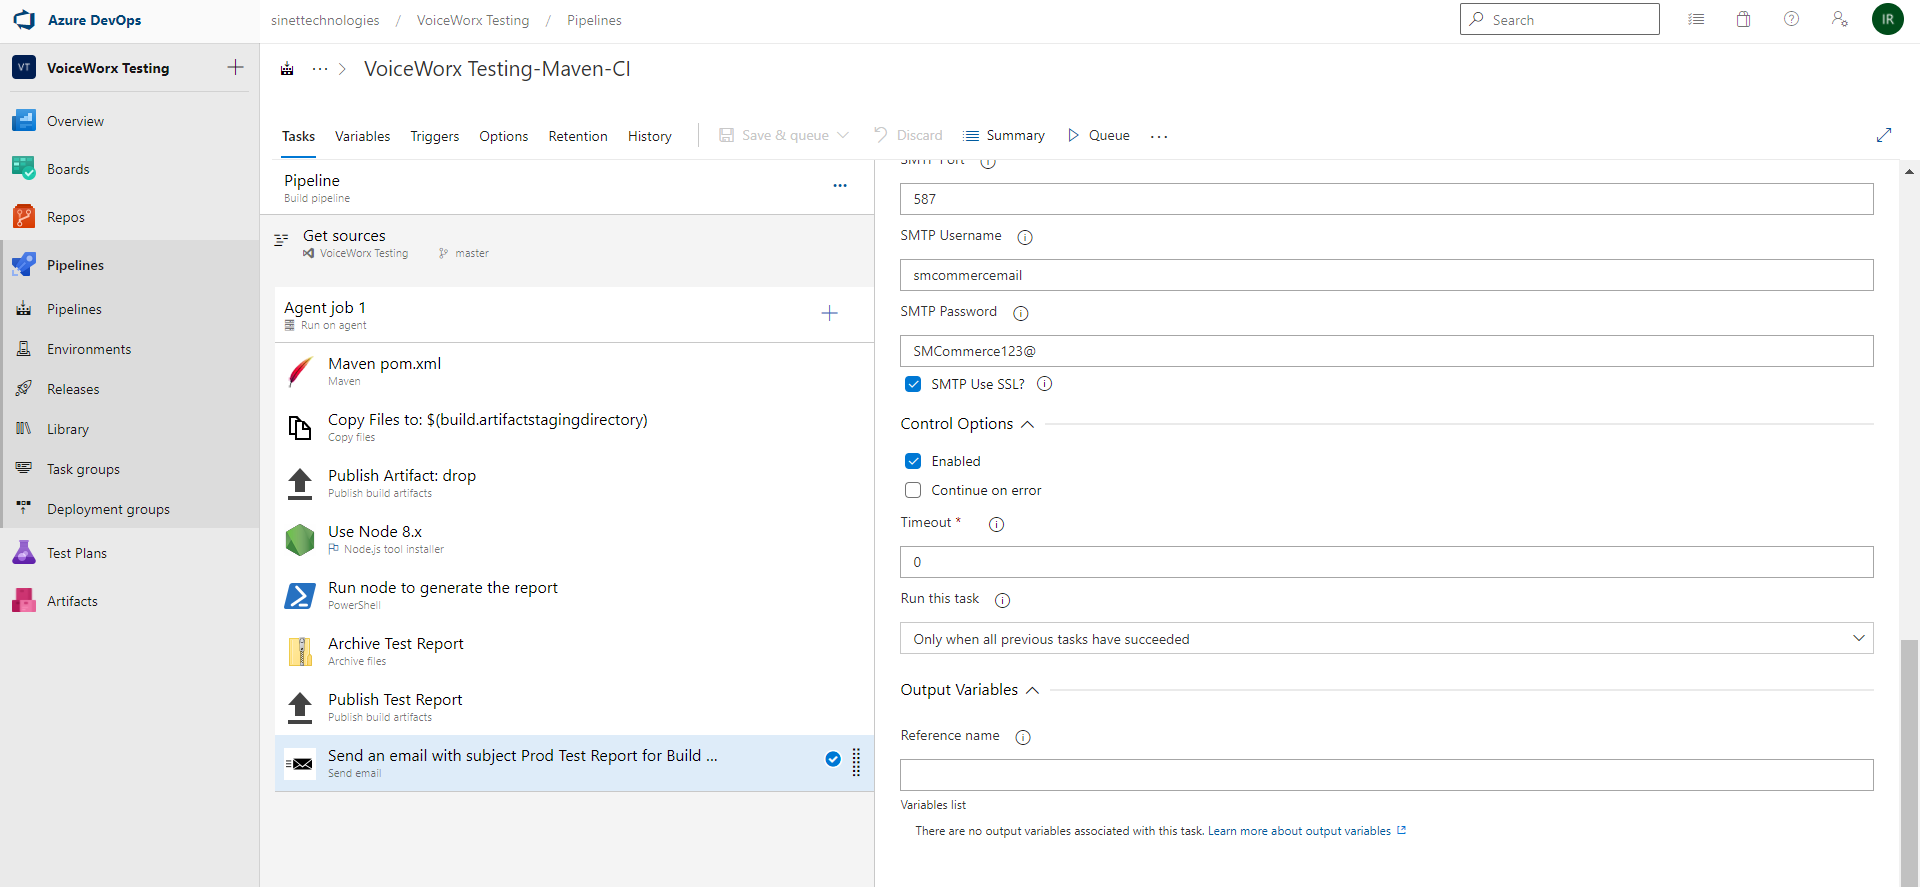 Azure DevOps
sinettechnologies / VoiceWorx Testing / Pipelines
Search
IR
VT VoiceWorx Testing
Overview
Boards
Repos
Pipelines
Pipelines
Environments
Releases
Library
Task groups
Deployment groups
Test Plans
Artifacts
··· > VoiceWorx Testing-Maven-CI
Tasks Variables Triggers Options Retention History Save & queue Discard Summary Queue ...
Pipeline
Build pipeline
Get sources
VoiceWorx Testing master
Agent job 1
Run on agent
Maven pom.xml
Maven
Copy Files to: $(build.artifactstagingdirectory)
Copy files
Publish Artifact: drop
Publish build artifacts
Use Node 8.x
Node.js tool installer
Run node to generate the report
PowerShell
Archive Test Report
Archive files
Publish Test Report
Publish build artifacts
Send an email with subject Prod Test Report for Build ...
Send email
SMTP Port
587
SMTP Username
smcommercemail
SMTP Password
SMCommerce123@
SMTP Use SSL?
Control Options
Enabled
Continue on error
Timeout *
0
Run this task
Only when all previous tasks have succeeded
Output Variables
Reference name
Variables list
There are no output variables associated with this task. Learn more about output variables